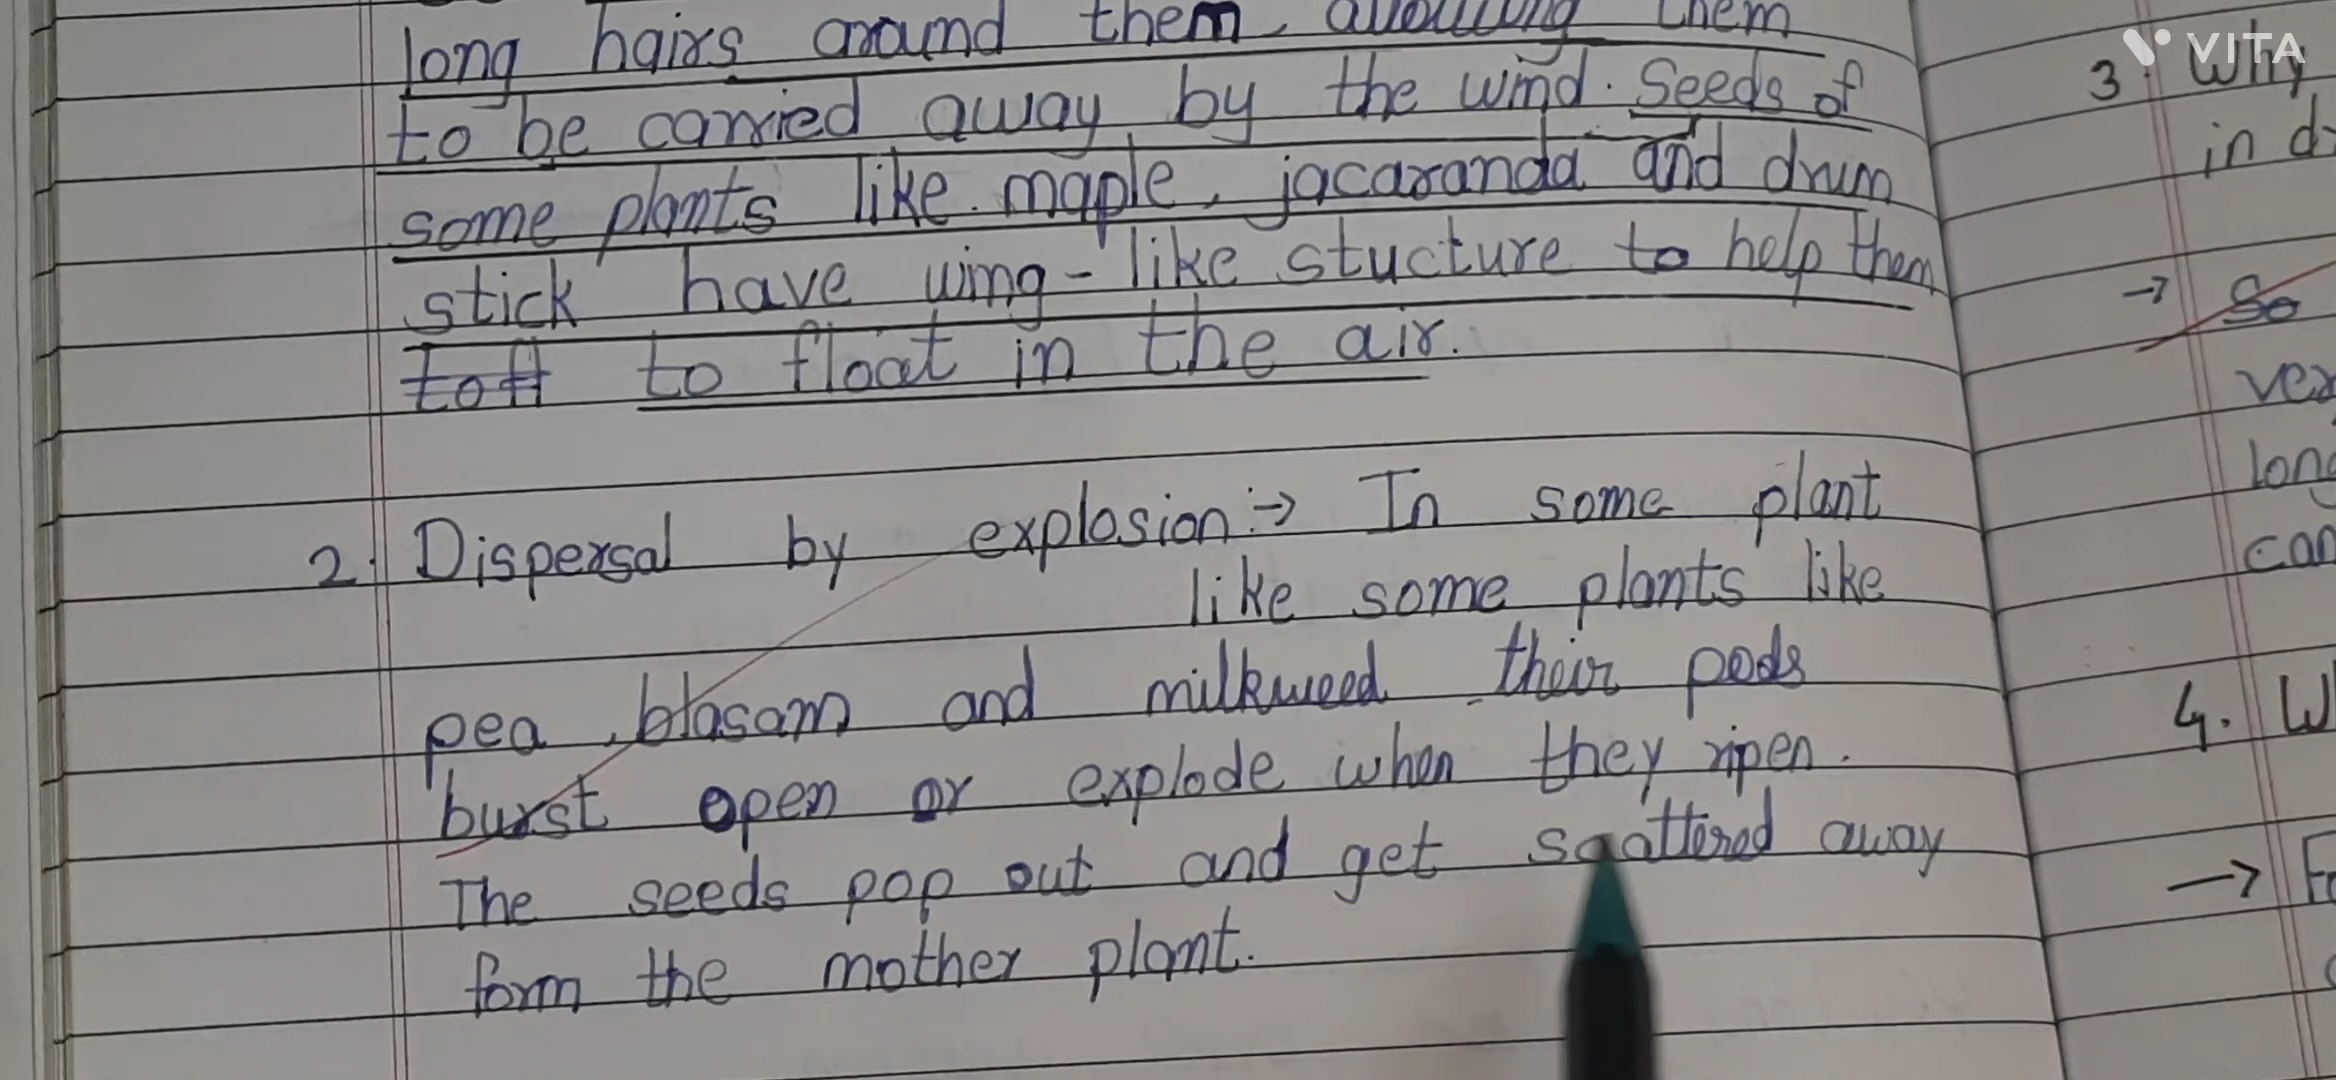 long hairs around them, allowing them
to be carried away by the wind. Seeds of
some plants like maple, jacaranda and drum
stick have wing-like stucture to help them
to float in the air.
2. Dispersal by explosion:→ In some plant
like some plants like
pea, blasam and milkweed their pods
burst open or explode when they ripen.
The seeds pop out and get scattered away
form the mother plant.
VITA
3. Why
in
→ So
can
4.
→